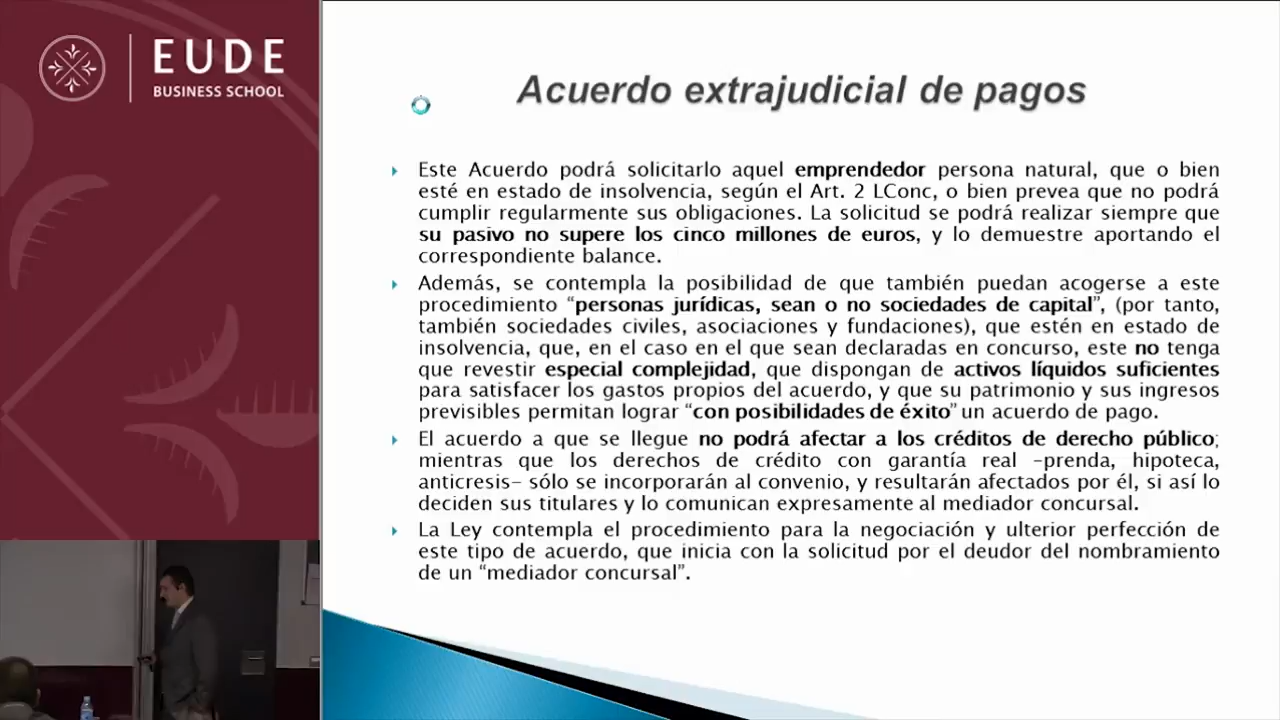 EUDE
BUSINESS SCHOOL
Acuerdo extrajudicial de pagos
Este Acuerdo podrá solicitarlo aquel emprendedor persona natural, que o bien
esté en estado de insolvencia, según el Art. 2 LConc, o bien prevea que no podrá
cumplir regularmente sus obligaciones. La solicitud se podrá realizar siempre que
su pasivo no supere los cinco millones de euros, y lo demuestre aportando el
correspondiente balance.
Además, se contempla la posibilidad de que también puedan acogerse a este
procedimiento “personas jurídicas, sean o no sociedades de capital”, (por tanto,
también sociedades civiles, asociaciones y fundaciones), que estén en estado de
insolvencia, que, en el caso en el que sean declaradas en concurso, este no tenga
que revestir especial complejidad, que dispongan de activos líquidos suficientes
para satisfacer los gastos propios del acuerdo, y que su patrimonio y sus ingresos
previsibles permitan lograr “con posibilidades de éxito” un acuerdo de pago.
El acuerdo a que se llegue no podrá afectar a los créditos de derecho público;
mientras que los derechos de crédito con garantía real –prenda, hipoteca,
anticresis– sólo se incorporarán al convenio, y resultarán afectados por él, si así lo
deciden sus titulares y lo comunican expresamente al mediador concursal.
La Ley contempla el procedimiento para la negociación y ulterior perfección de
este tipo de acuerdo, que inicia con la solicitud por el deudor del nombramiento
de un “mediador concursal”.